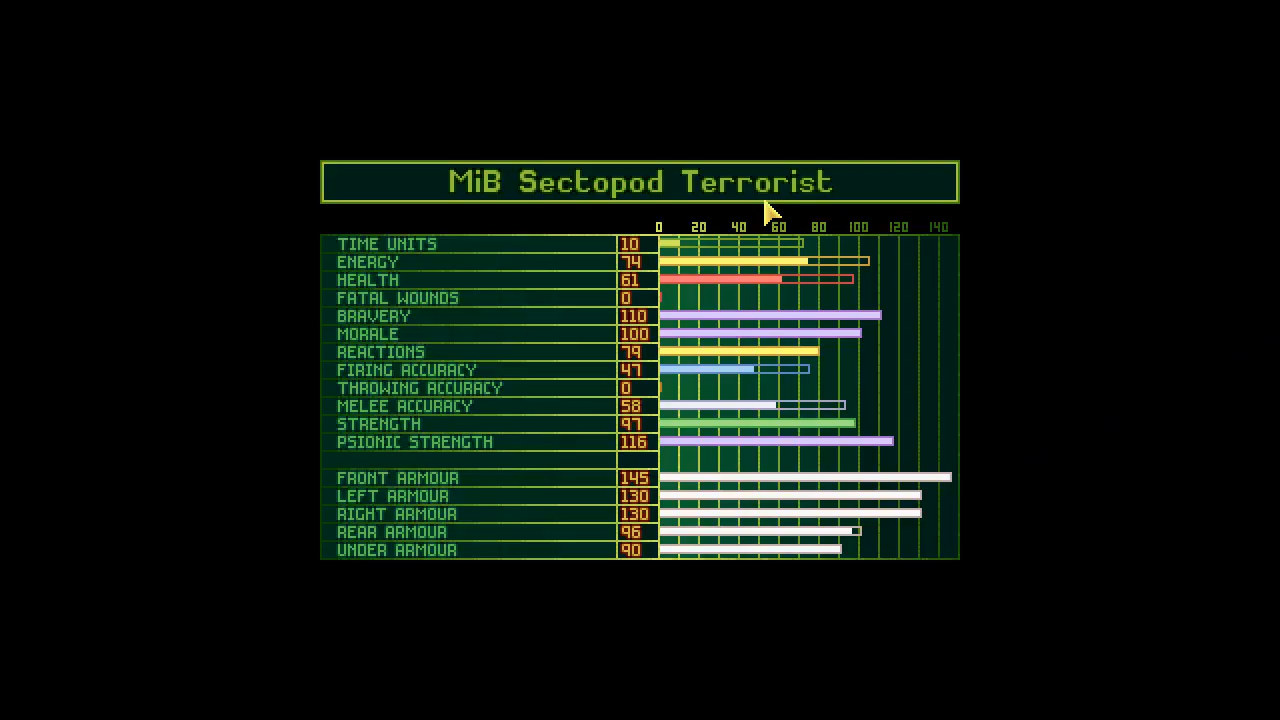 MiB Sectopod Terrorist
0 20 40 60 80 100 120 140
TIME UNITS 10
ENERGY 74
HEALTH 61
FATAL WOUNDS 0
BRAVERY 110
MORALE 100
REACTIONS 79
FIRING ACCURACY 47
THROWING ACCURACY 0
MELEE ACCURACY 58
STRENGTH 97
PSIONIC STRENGTH 116
FRONT ARMOUR 145
LEFT ARMOUR 130
RIGHT ARMOUR 130
REAR ARMOUR 96
UNDER ARMOUR 90